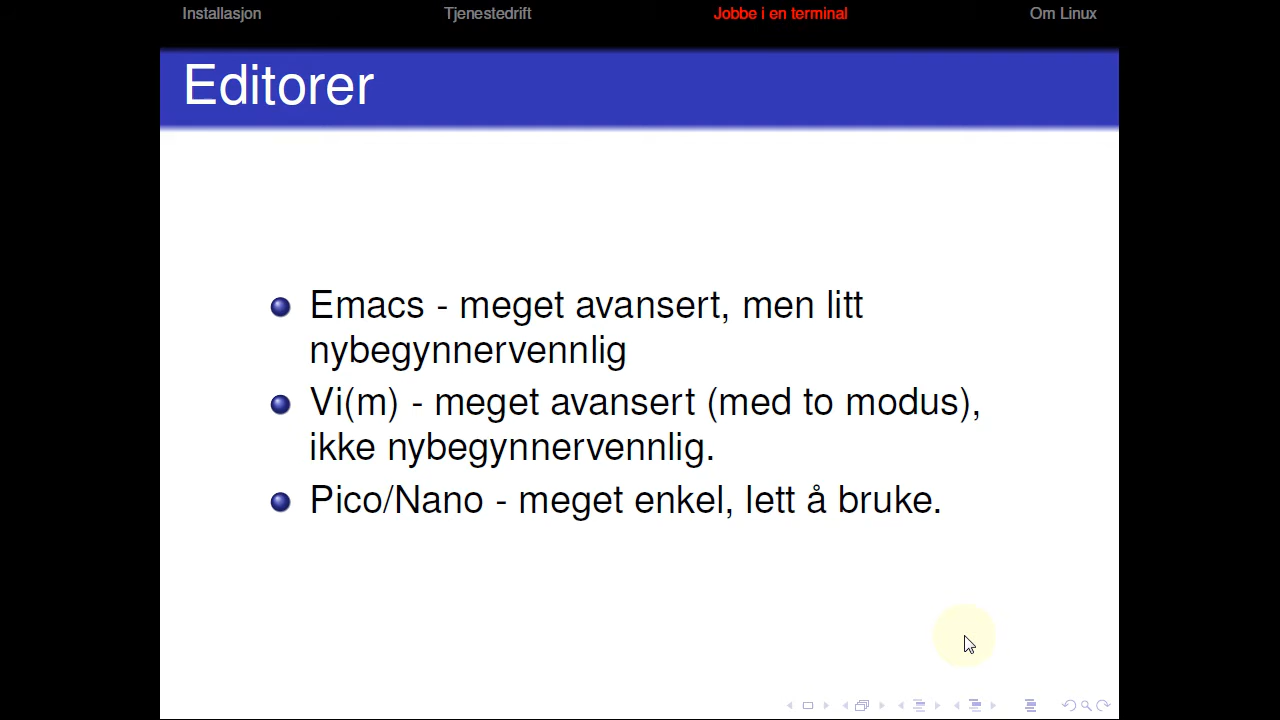 Installasjon Tjenestedrift Jobbe i en terminal Om Linux
Editorer
Emacs - meget avansert, men litt
nybegynnervennlig
Vi(m) - meget avansert (med to modus),
ikke nybegynnervennlig.
Pico/Nano - meget enkel, lett å bruke.